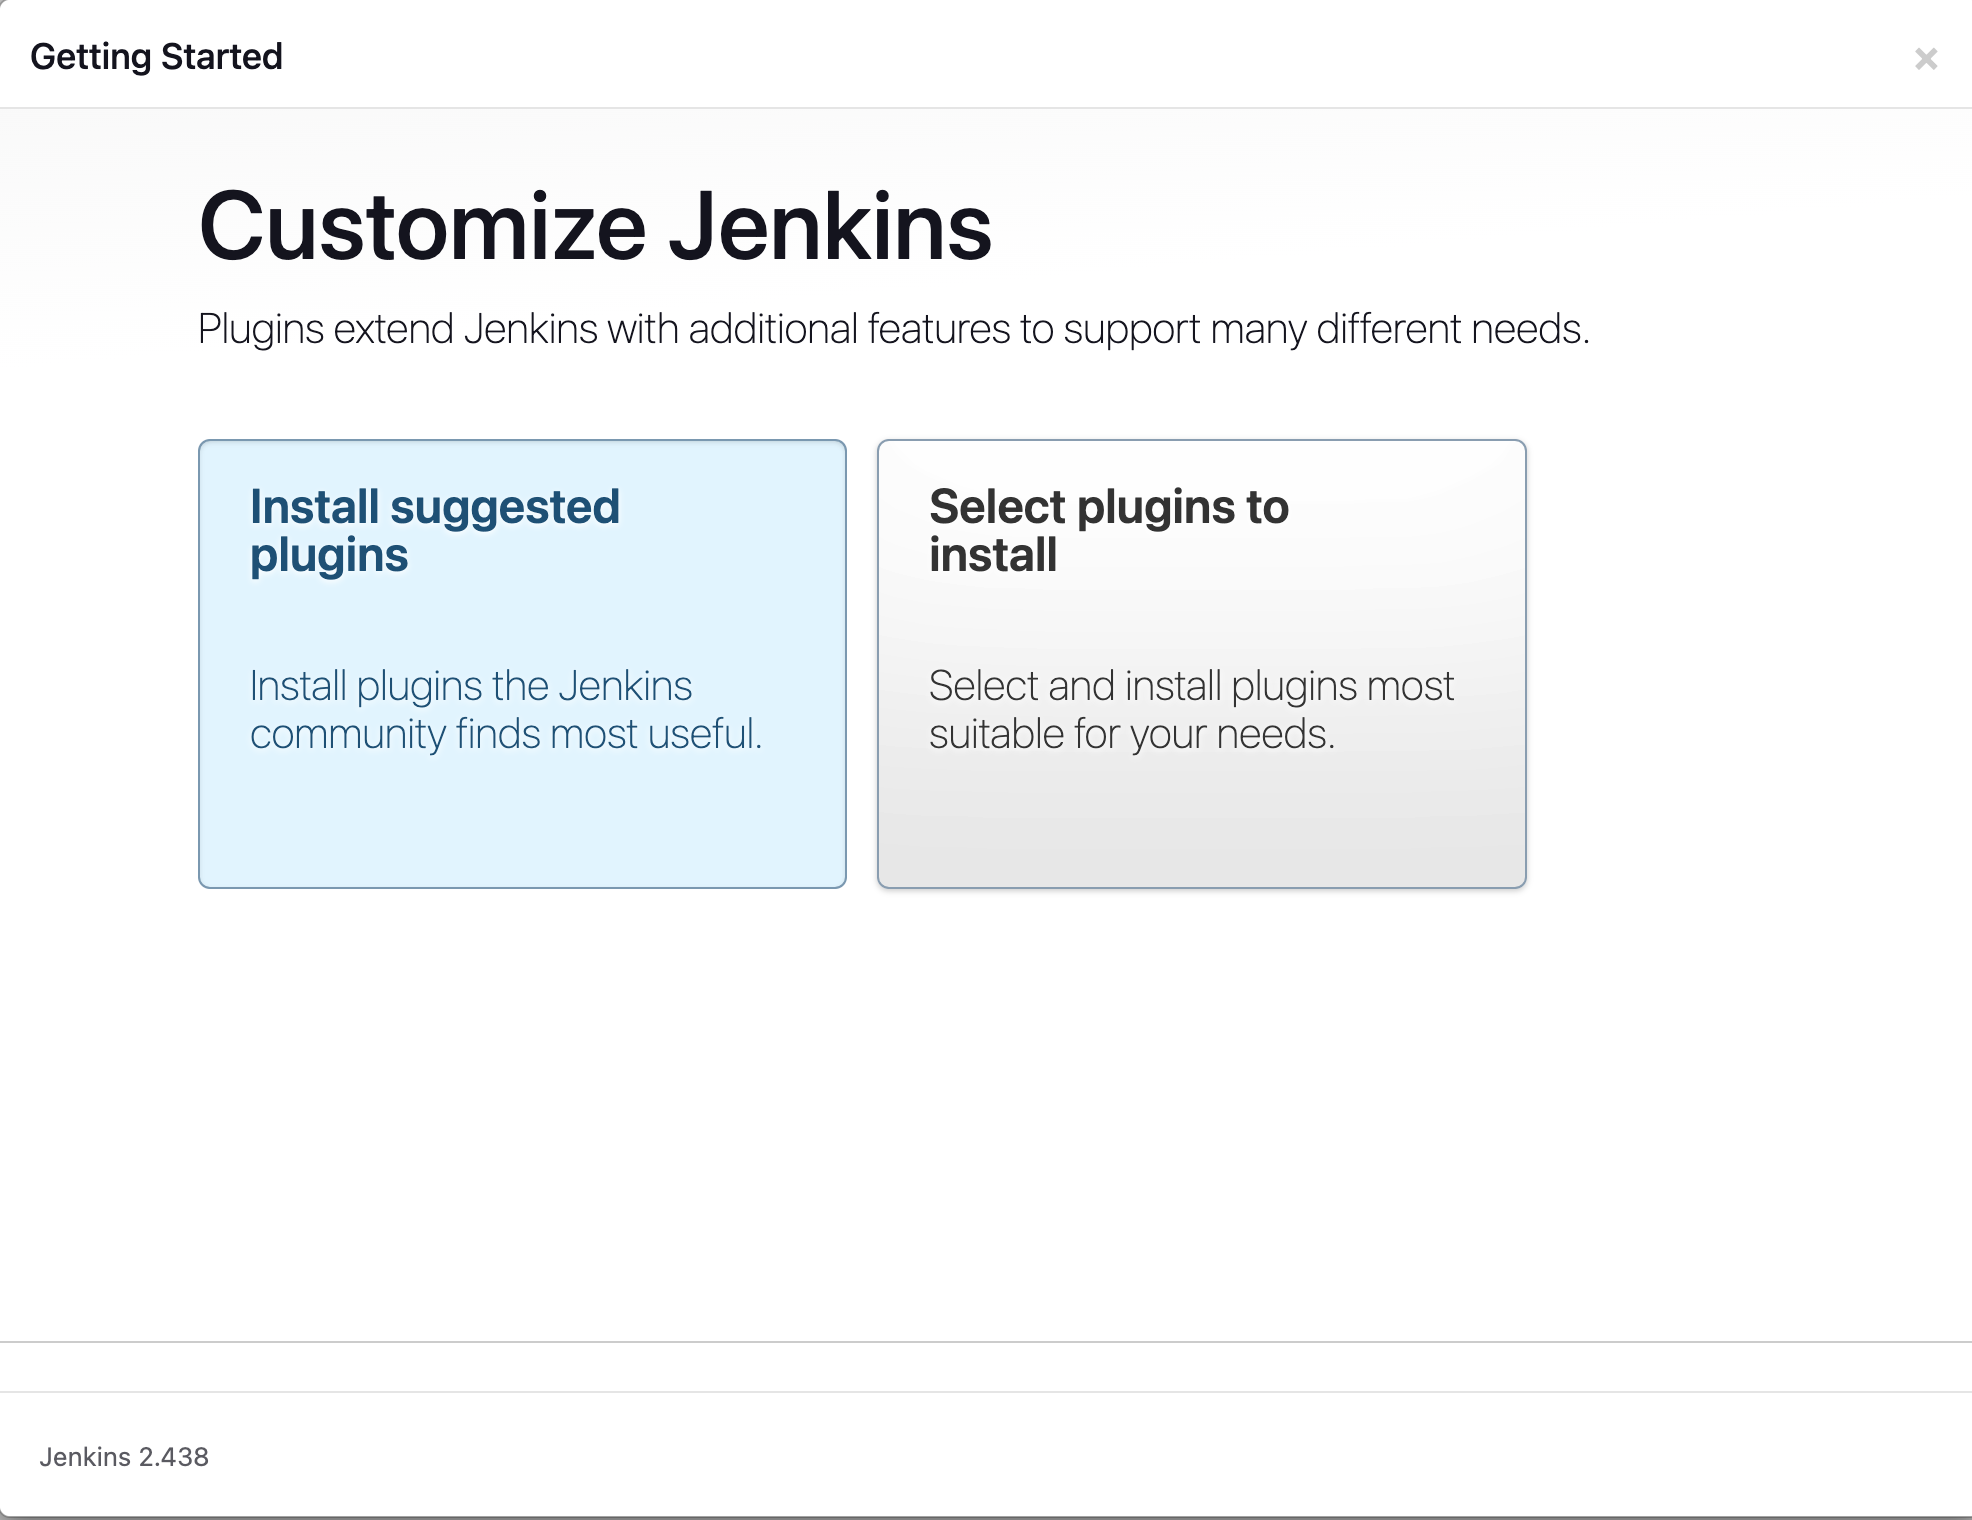 Getting Started
Customize Jenkins
Plugins extend Jenkins with additional features to support many different needs.
Install suggested
plugins
Install plugins the Jenkins
community finds most useful.
Select plugins to
install
Select and install plugins most
suitable for your needs.
Jenkins 2.438